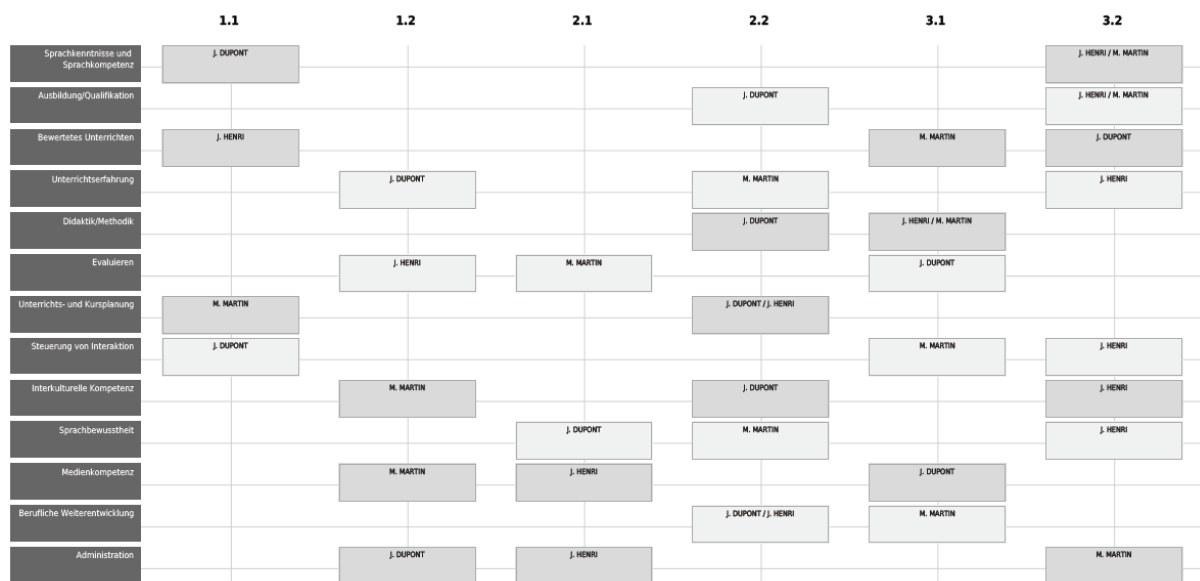 1.1 1.2 2.1 2.2 3.1 3.2
Sprachkenntnisse und
Sprachkompetenz
J. DUPONT J. HENRI / M. MARTIN
Ausbildung/Qualifikation J. DUPONT J. HENRI / M. MARTIN
Bewertetes Unterrichten J. HENRI M. MARTIN J. DUPONT
Unterrichtserfahrung J. DUPONT M. MARTIN J. HENRI
Didaktik/Methodik J. DUPONT J. HENRI / M. MARTIN
Evaluieren J. HENRI M. MARTIN J. DUPONT
Unterrichts- und Kursplanung M. MARTIN J. DUPONT / J. HENRI
Steuerung von Interaktion J. DUPONT M. MARTIN J. HENRI
Interkulturelle Kompetenz M. MARTIN J. DUPONT J. HENRI
Sprachbewusstheit J. DUPONT M. MARTIN J. HENRI
Medienkompetenz M. MARTIN J. HENRI J. DUPONT
Berufliche Weiterentwicklung J. DUPONT / J. HENRI M. MARTIN
Administration J. DUPONT J. HENRI M. MARTIN